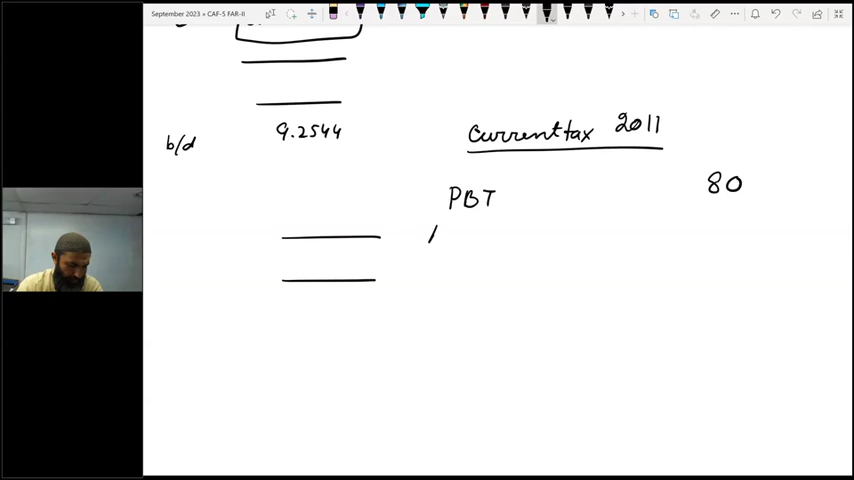 September 2023 » CAF-5 FAR-II
9.2544
b/d
Current tax 2011
PBT 80